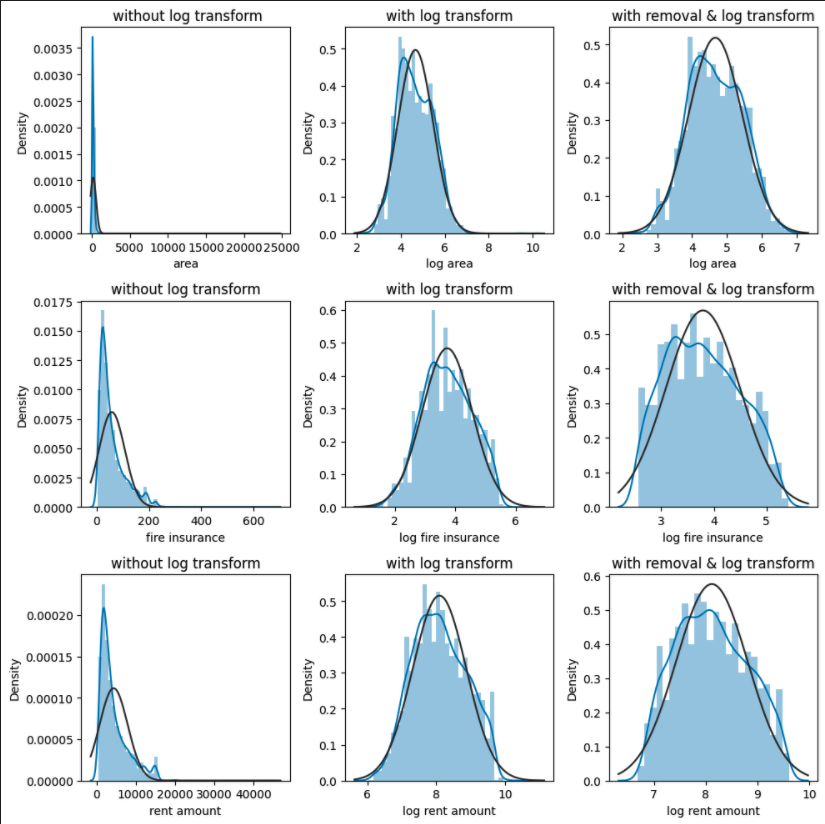 without log transform with log transform with removal & log transform
0.0035
0.0030
0.0025
0.0020
0.0015
0.0010
0.0005
0.0000
Density
0 5000 10000 15000 20000 25000
area
0.5
0.4
0.3
0.2
0.1
0.0
Density
2 4 6 8 10
log area
0.5
0.4
0.3
0.2
0.1
0.0
Density
2 3 4 5 6 7
log area
without log transform with log transform with removal & log transform
0.0175
0.0150
0.0125
0.0100
0.0075
0.0050
0.0025
0.0000
Density
0 200 400 600
fire insurance
0.6
0.5
0.4
0.3
0.2
0.1
0.0
Density
2 4 6
log fire insurance
0.5
0.4
0.3
0.2
0.1
0.0
Density
3 4 5
log fire insurance
without log transform with log transform with removal & log transform
0.00020
0.00015
0.00010
0.00005
0.00000
Density
0 10000 20000 30000 40000
rent amount
0.5
0.4
0.3
0.2
0.1
0.0
Density
6 8 10
log rent amount
0.6
0.5
0.4
0.3
0.2
0.1
0.0
Density
7 8 9 10
log rent amount